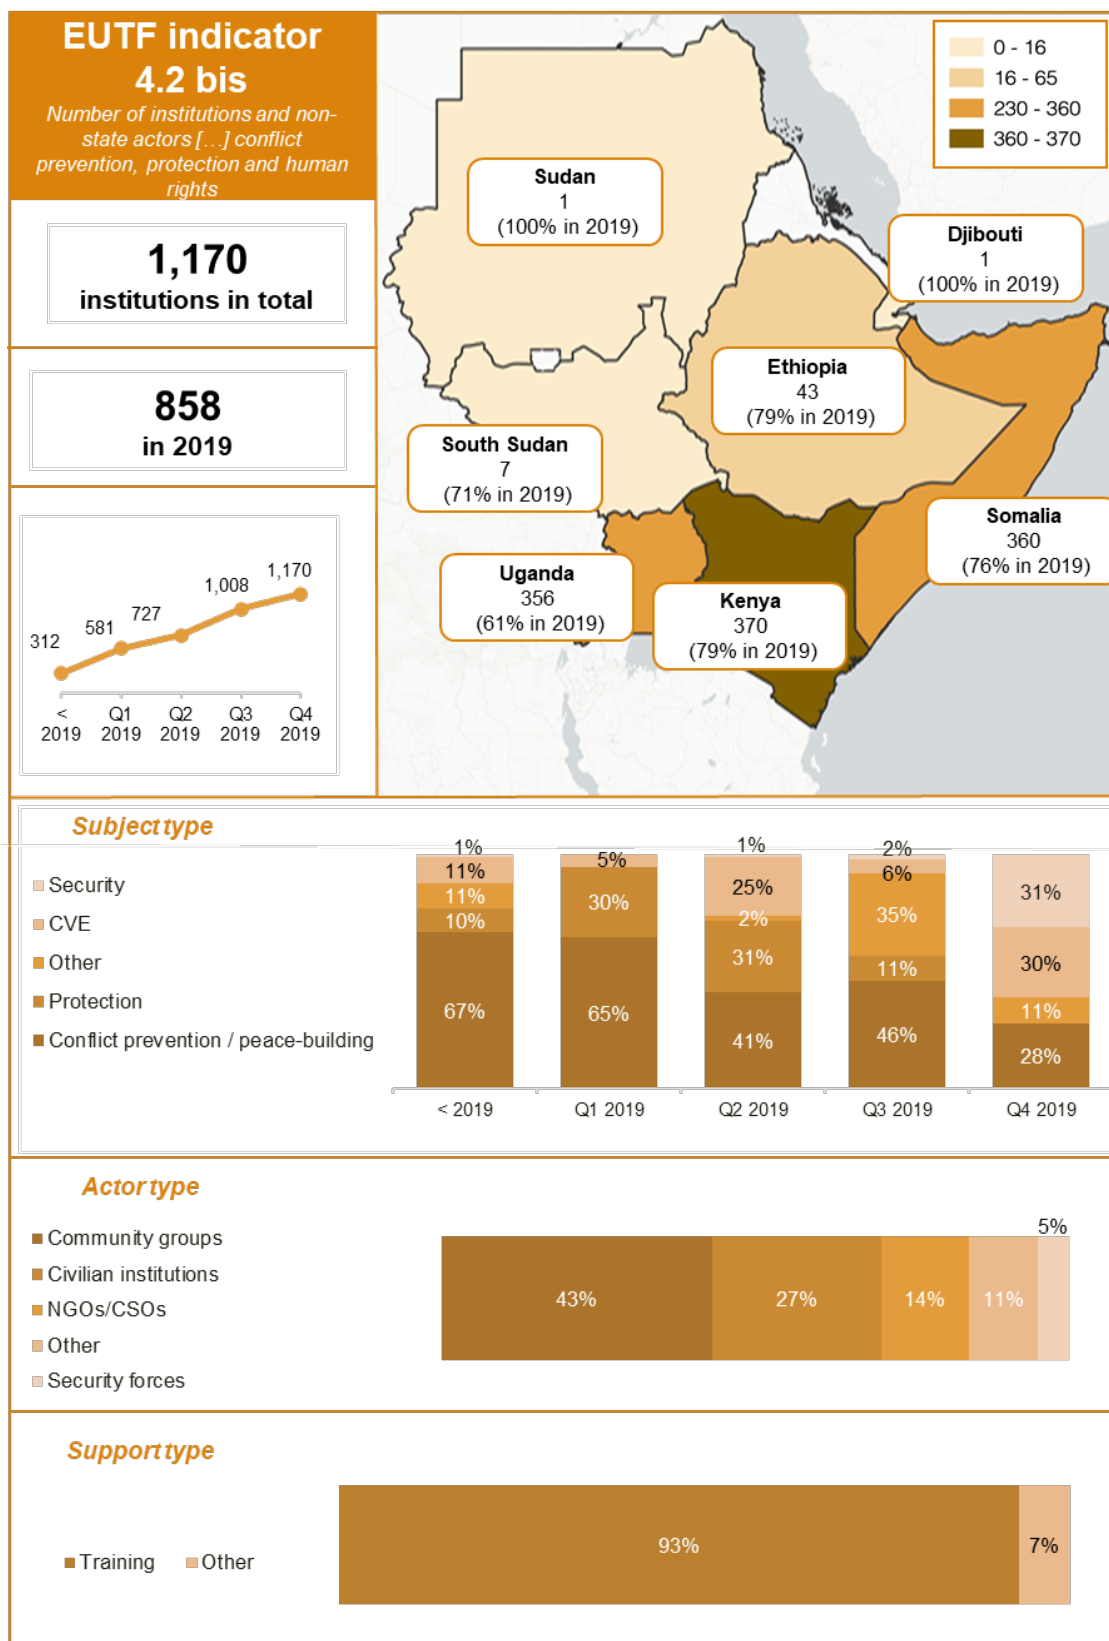 EUTF indicator
4.2 bis
Number of institutions and non-
state actors [...] conflict
prevention, protection and human
rights
1,170
institutions in total
858
in 2019
312
581
727
1,008
1,170
<
2019
Q1
2019
Q2
2019
Q3
2019
Q4
2019
0 - 16
16 - 65
230 - 360
360 - 370
Sudan
1
(100% in 2019)
Djibouti
1
(100% in 2019)
Ethiopia
43
(79% in 2019)
South Sudan
7
(71% in 2019)
Somalia
360
(76% in 2019)
Uganda
356
(61% in 2019)
Kenya
370
(79% in 2019)
Subject type
Security
CVE
Other
Protection
Conflict prevention / peace-building
1%
11%
11%
10%
67%
5%
30%
65%
1%
25%
2%
31%
41%
2%
6%
35%
11%
46%
31%
30%
11%
28%
< 2019
Q1 2019
Q2 2019
Q3 2019
Q4 2019
Actor type
Community groups
Civilian institutions
NGOs/CSOs
Other
Security forces
43%
27%
14%
11%
5%
Support type
Training
Other
93%
7%